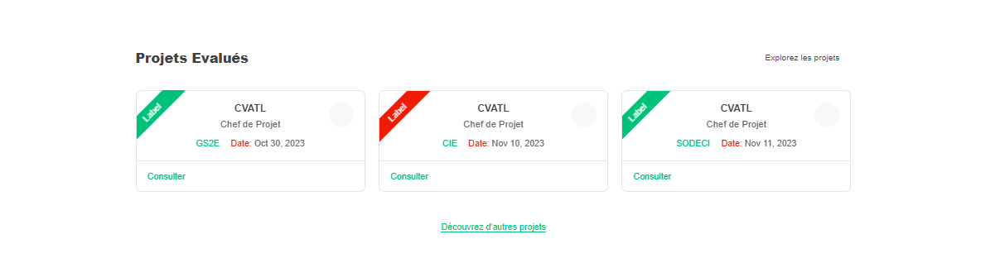 Projets Evalués
Explorez les projets
Label
CVATL
Chef de Projet
GS2E Date: Oct 30, 2023
Consulter
Label
CVATL
Chef de Projet
CIE Date: Nov 10, 2023
Consulter
Label
CVATL
Chef de Projet
SODECI Date: Nov 11, 2023
Consulter
Découvrez d'autres projets